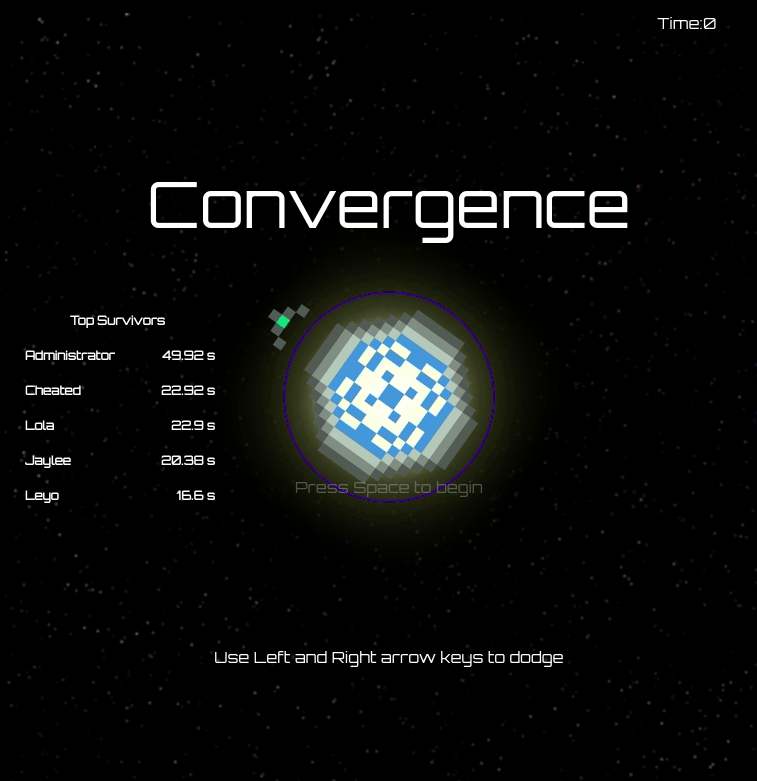 Time:0
Convergence
Top Survivors
Administrator 49.92 s
Cheated 22.92 s
Lola 22.9 s
Jaylee 20.38 s
Leyo 16.6 s
Press Space to begin
Use Left and Right arrow keys to dodge